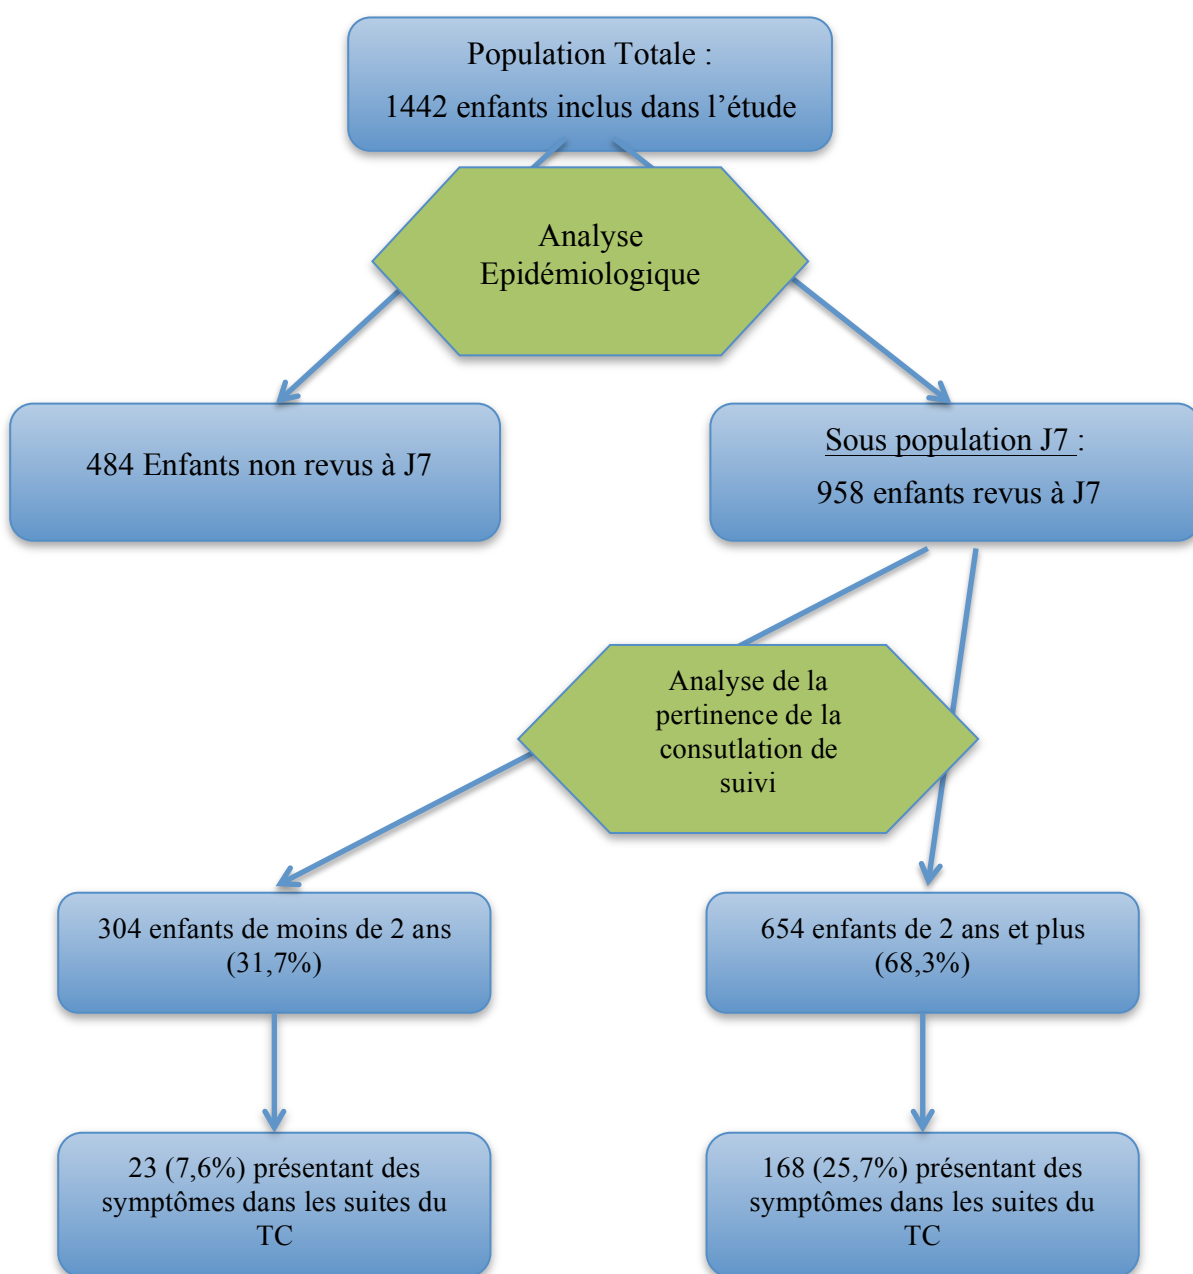 Population Totale :
1442 enfants inclus dans l’étude
Analyse
Epidémiologique
484 Enfants non revus à J7
Sous population J7 :
958 enfants revus à J7
Analyse de la
pertinence de la
consutlation de
suivi
304 enfants de moins de 2 ans
(31,7%)
654 enfants de 2 ans et plus
(68,3%)
23 (7,6%) présentant des
symptômes dans les suites du
TC
168 (25,7%) présentant des
symptômes dans les suites du
TC